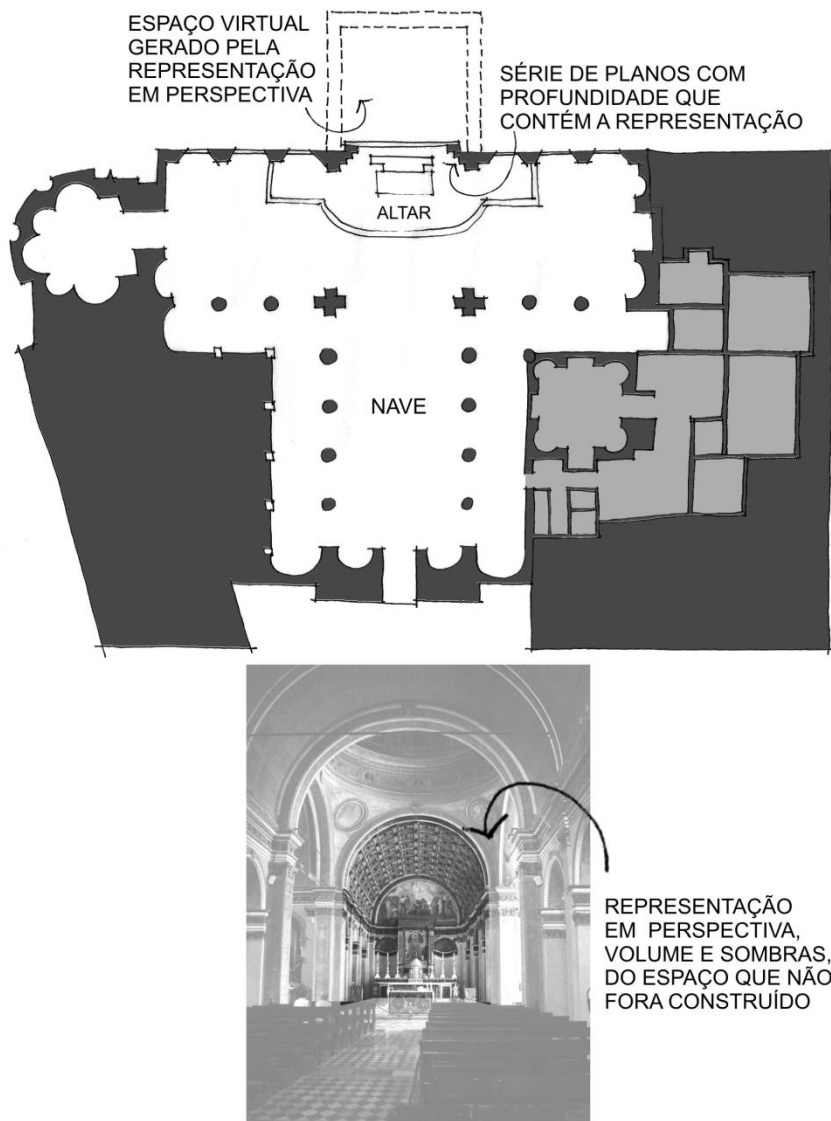 ESPAÇO VIRTUAL
GERADO PELA
REPRESENTAÇÃO
EM PERSPECTIVA
SÉRIE DE PLANOS COM
PROFUNDIDADE QUE
CONTÉM A REPRESENTAÇÃO
ALTAR
NAVE
REPRESENTAÇÃO
EM PERSPECTIVA,
VOLUME E SOMBRAS,
DO ESPAÇO QUE NÃO
FORA CONSTRUÍDO